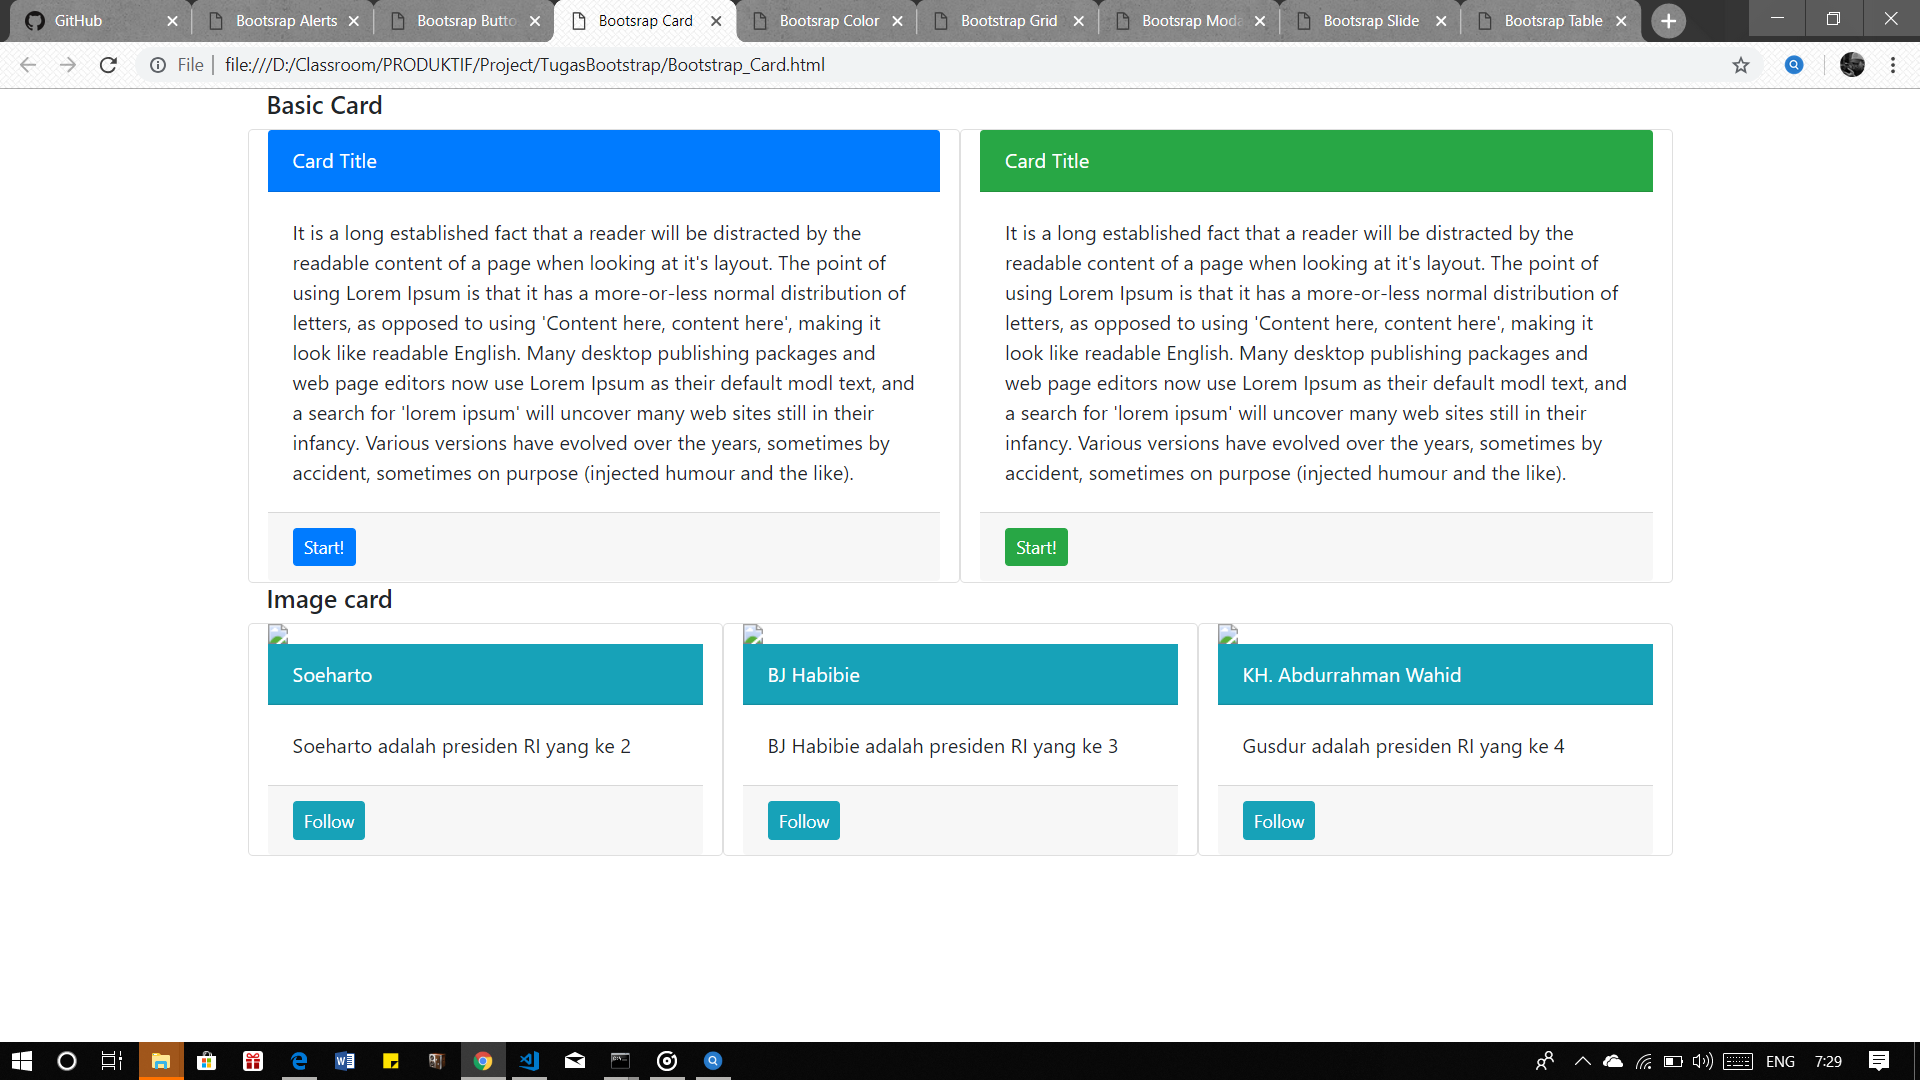 GitHub
Bootsrap Alerts
Bootsrap Butto
Bootsrap Card
Bootsrap Color
Bootstrap Grid
Bootsrap Moda
Bootsrap Slide
Bootsrap Table
File file:///D:/Classroom/PRODUKTIF/Project/TugasBootstrap/Bootstrap_Card.html
Basic Card
Card Title
It is a long established fact that a reader will be distracted by the
readable content of a page when looking at it's layout. The point of
using Lorem Ipsum is that it has a more-or-less normal distribution of
letters, as opposed to using 'Content here, content here', making it
look like readable English. Many desktop publishing packages and
web page editors now use Lorem Ipsum as their default modl text, and
a search for 'lorem ipsum' will uncover many web sites still in their
infancy. Various versions have evolved over the years, sometimes by
accident, sometimes on purpose (injected humour and the like).
Start!
Card Title
It is a long established fact that a reader will be distracted by the
readable content of a page when looking at it's layout. The point of
using Lorem Ipsum is that it has a more-or-less normal distribution of
letters, as opposed to using 'Content here, content here', making it
look like readable English. Many desktop publishing packages and
web page editors now use Lorem Ipsum as their default modl text, and
a search for 'lorem ipsum' will uncover many web sites still in their
infancy. Various versions have evolved over the years, sometimes by
accident, sometimes on purpose (injected humour and the like).
Start!
Image card
Soeharto
Soeharto adalah presiden RI yang ke 2
Follow
BJ Habibie
BJ Habibie adalah presiden RI yang ke 3
Follow
KH. Abdurrahman Wahid
Gusdur adalah presiden RI yang ke 4
Follow
ENG 7:29